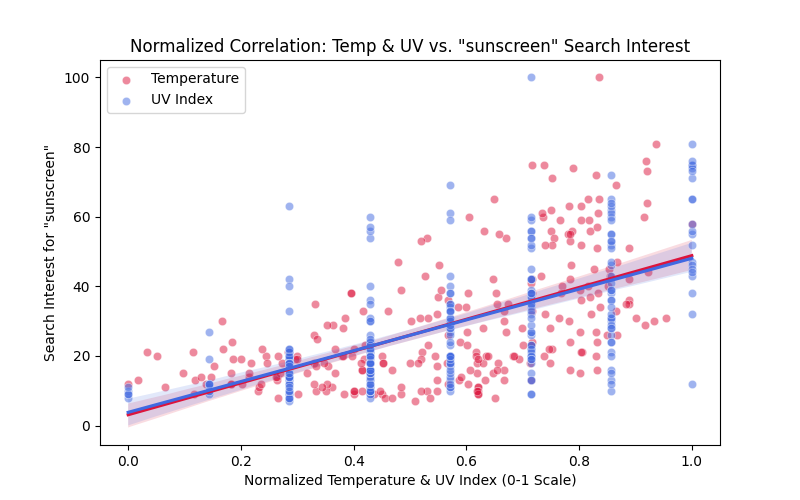 Normalized Correlation: Temp & UV vs. "sunscreen" Search Interest
Temperature
UV Index
Search Interest for "sunscreen"
100
80
60
40
20
0
0.0 0.2 0.4 0.6 0.8 1.0
Normalized Temperature & UV Index (0-1 Scale)